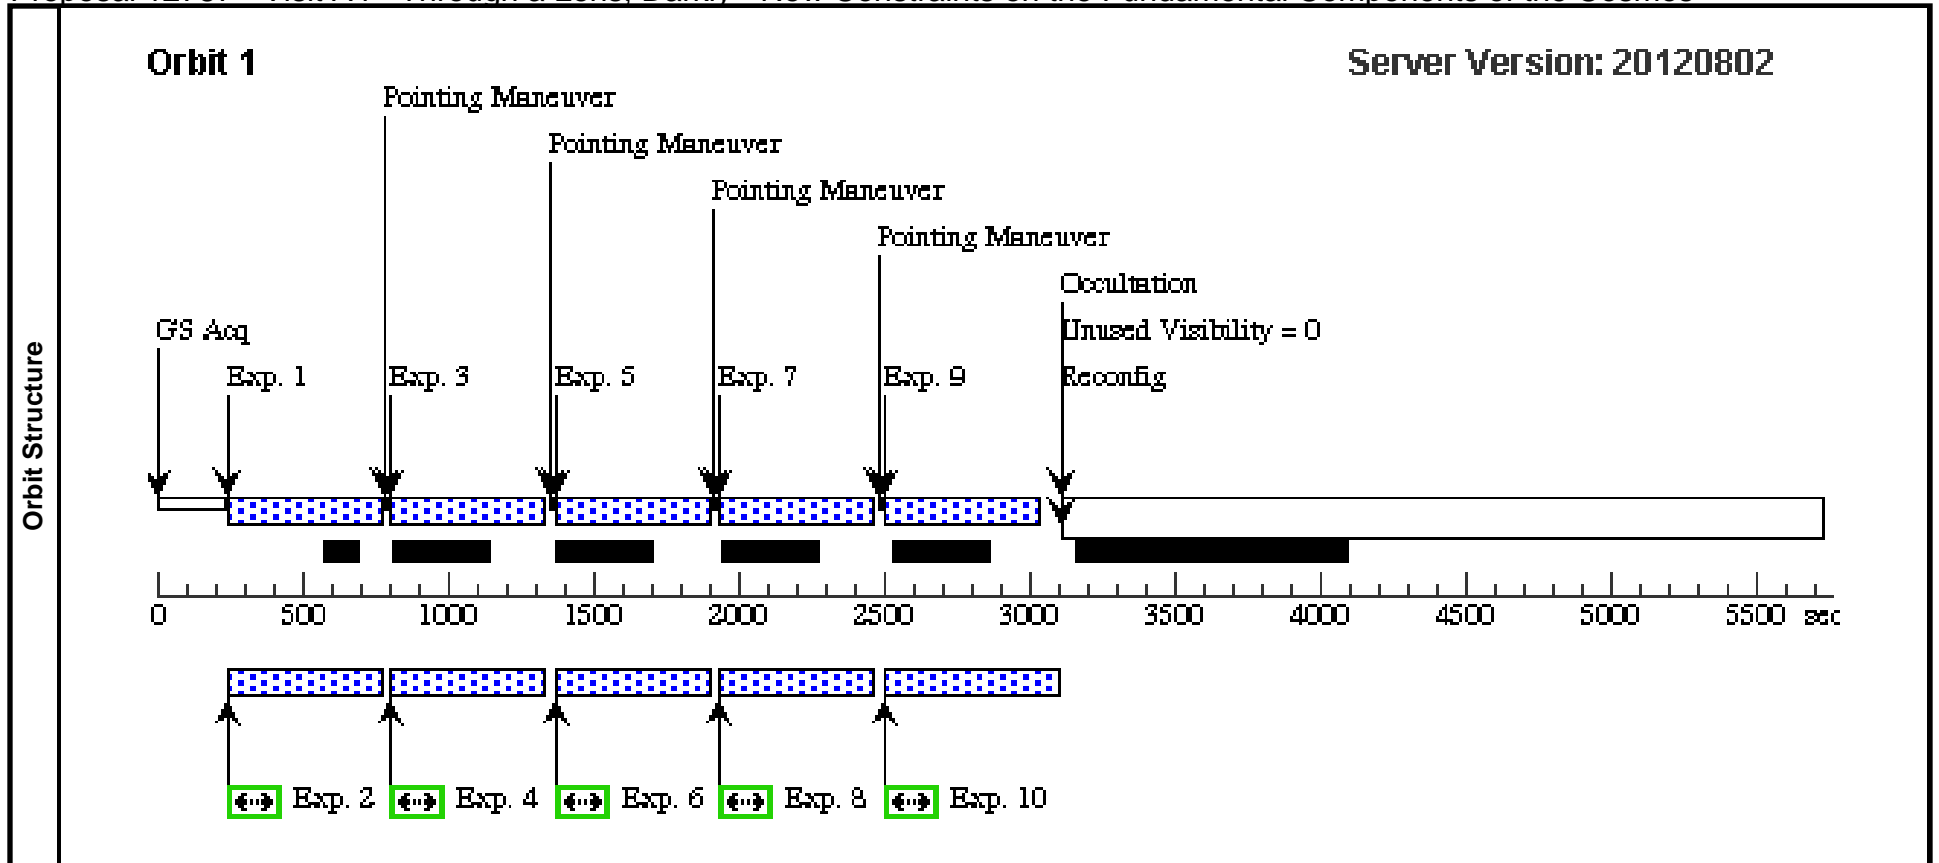 Orbit 1
Server Version: 20120802
Pointing Maneuver
Pointing Maneuver
Pointing Maneuver
Pointing Maneuver
Occultation
GS Acq
Unused Visibility = 0
Exp. 1
Exp. 3
Exp. 5
Exp. 7
Exp. 9
Reconfig
Orbit Structure
0 500 1000 1500 2000 2500 3000 3500 4000 4500 5000 5500 sec
Exp. 2
Exp. 4
Exp. 6
Exp. 8
Exp. 10